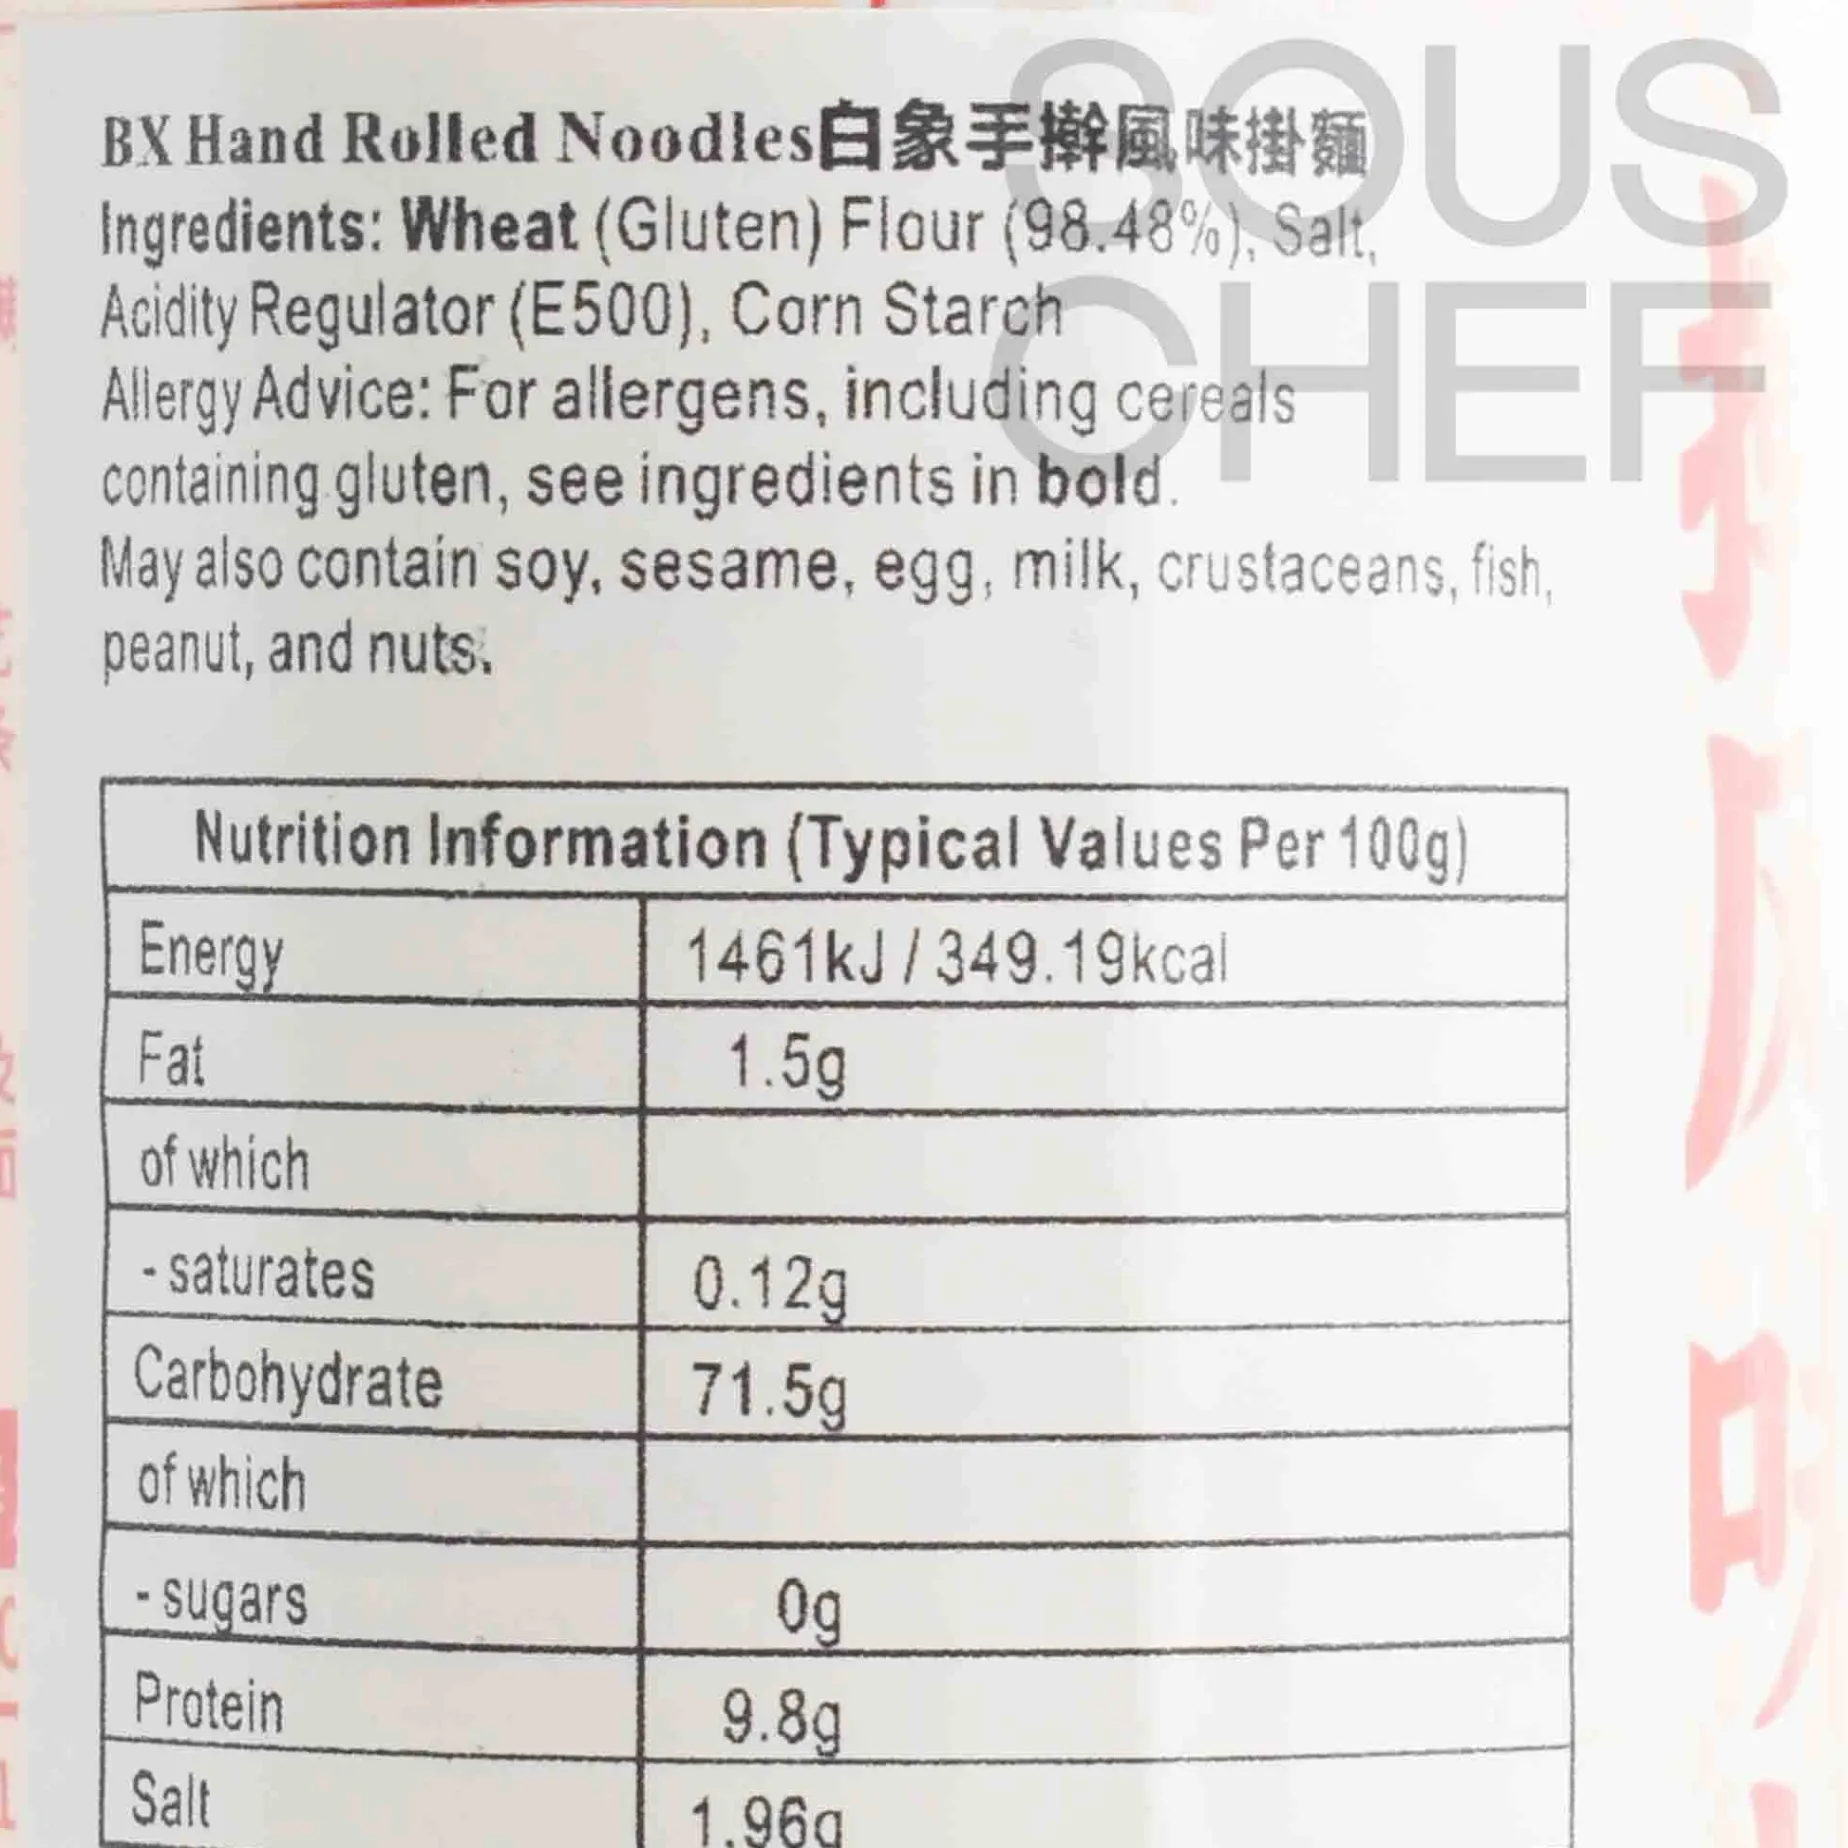 SOUS
CHEF
BX Hand Rolled Noodles白象手擀風味掛麵
Ingredients: Wheat (Gluten) Flour (98.48%), Salt,
Acidity Regulator (E500), Corn Starch
Allergy Advice: For allergens, including cereals
containing gluten, see ingredients in bold.
May also contain soy, sesame, egg, milk, crustaceans, fish,
peanut, and nuts.
Nutrition Information (Typical Values Per 100g)
Energy 1461kJ / 349.19kcal
Fat 1.5g
of which
- saturates 0.12g
Carbohydrate 71.5g
of which
- sugars 0g
Protein 9.8g
Salt 1.96g